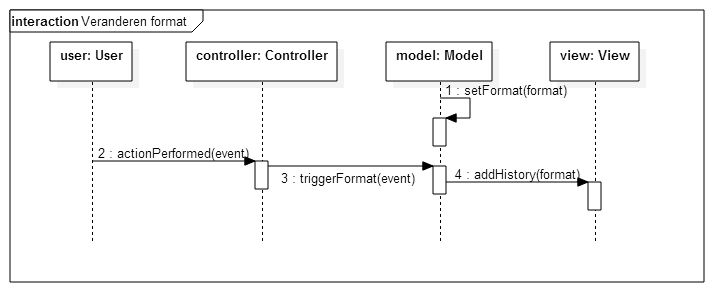 interaction Veranderen format
user: User
controller: Controller
model: Model
view: View
1 : setFormat(format)
2 : actionPerformed(event)
3 : triggerFormat(event)
4 : addHistory(format)